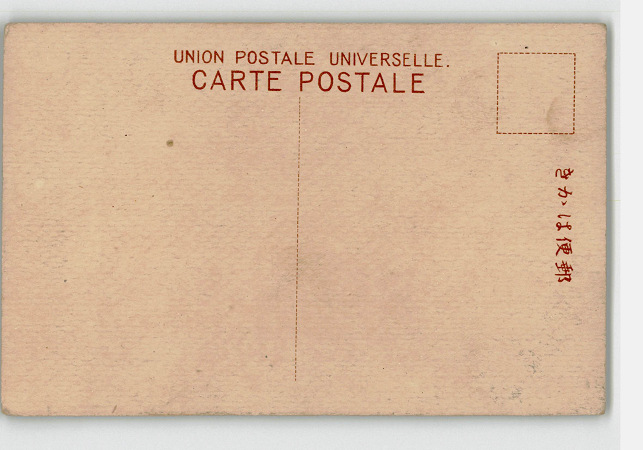 UNION POSTALE UNIVERSELLE.
CARTE POSTALE
郵便はかき